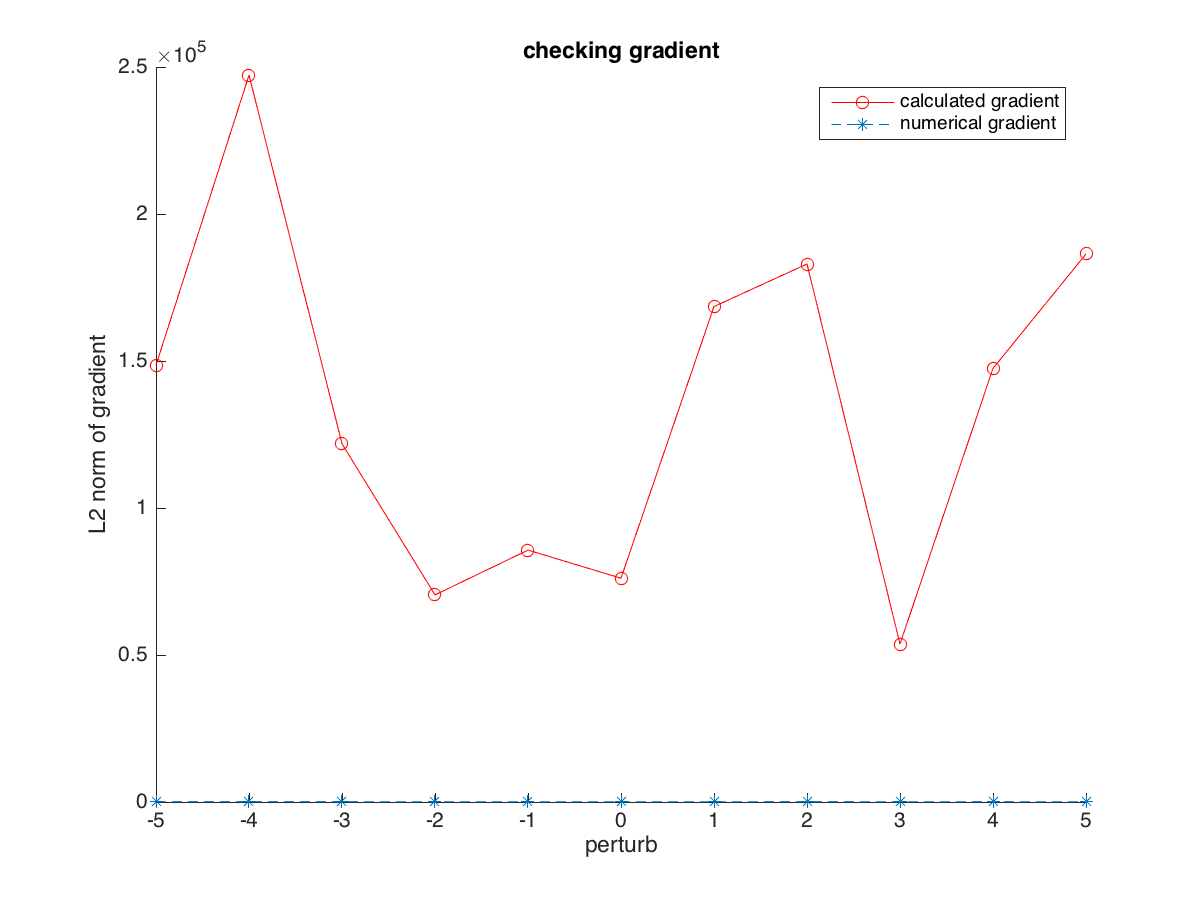 checking gradient
×10^5
2.5
2
1.5
1
0.5
0
L2 norm of gradient
calculated gradient
numerical gradient
-5 -4 -3 -2 -1 0 1 2 3 4 5
perturb